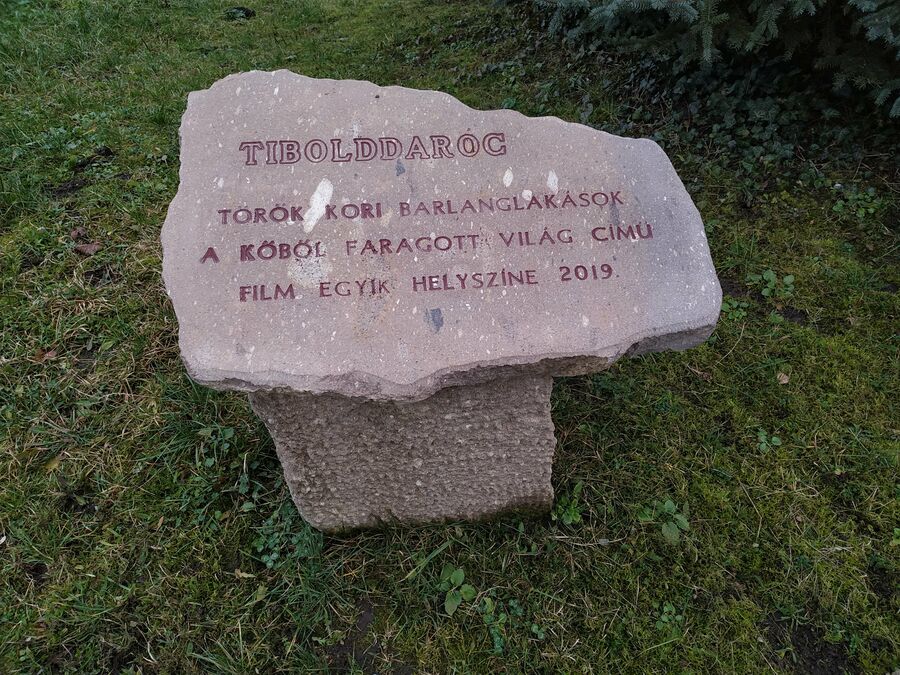 TIBOLDDARÓC
TÖRÖK KORI BARLANGLAKÁSOK
A KŐBŐL FARAGOTT VILÁG CÍMŰ
FILM EGYIK HELYSZÍNE 2019.